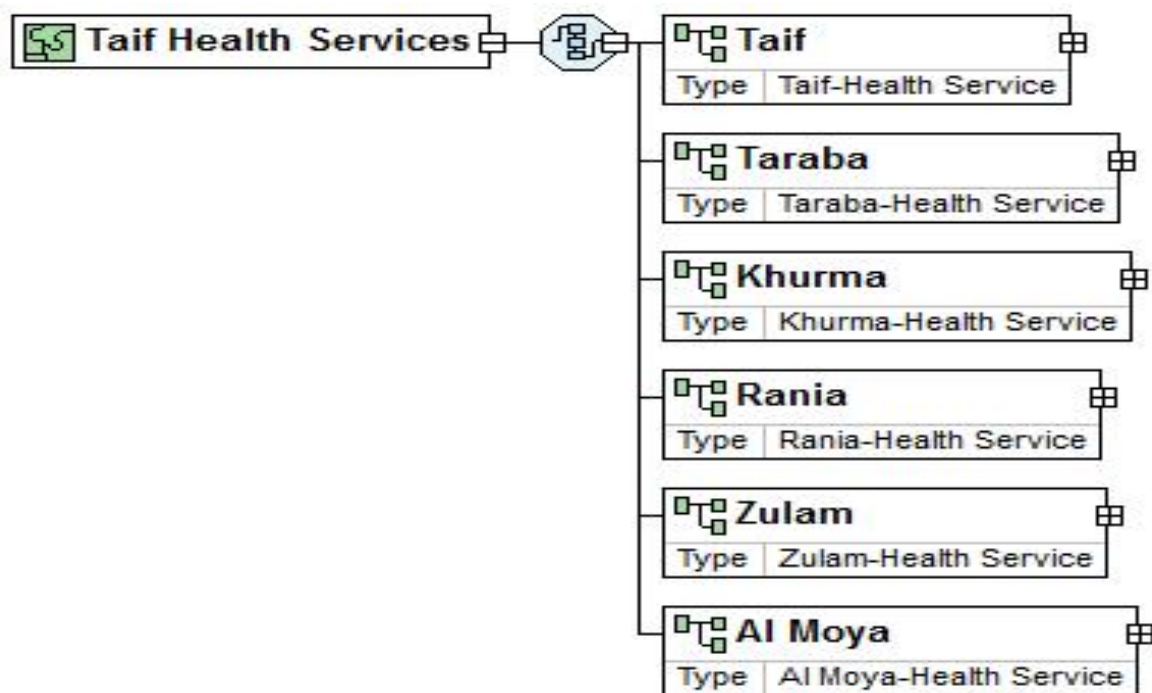 Taif Health Services
Taif
Type Taif-Health Service
Taraba
Type Taraba-Health Service
Khurma
Type Khurma-Health Service
Rania
Type Rania-Health Service
Zulam
Type Zulam-Health Service
Al Moya
Type Al Moya-Health Service